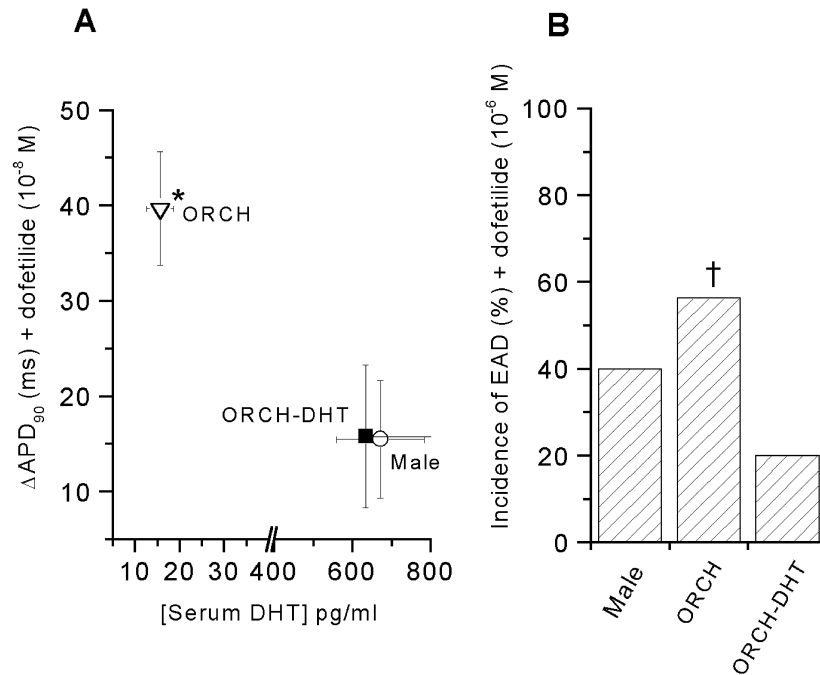 A
B
ΔAPD90 (ms) + dofetilide (10-8 M)
50
40
30
20
10
*
ORCH
ORCH-DHT
Male
10 20 30 400 600 800
[Serum DHT] pg/ml
Incidence of EAD (%) + dofetilide (10-6 M)
100
80
60
40
20
0
†
Male
ORCH
ORCH-DHT